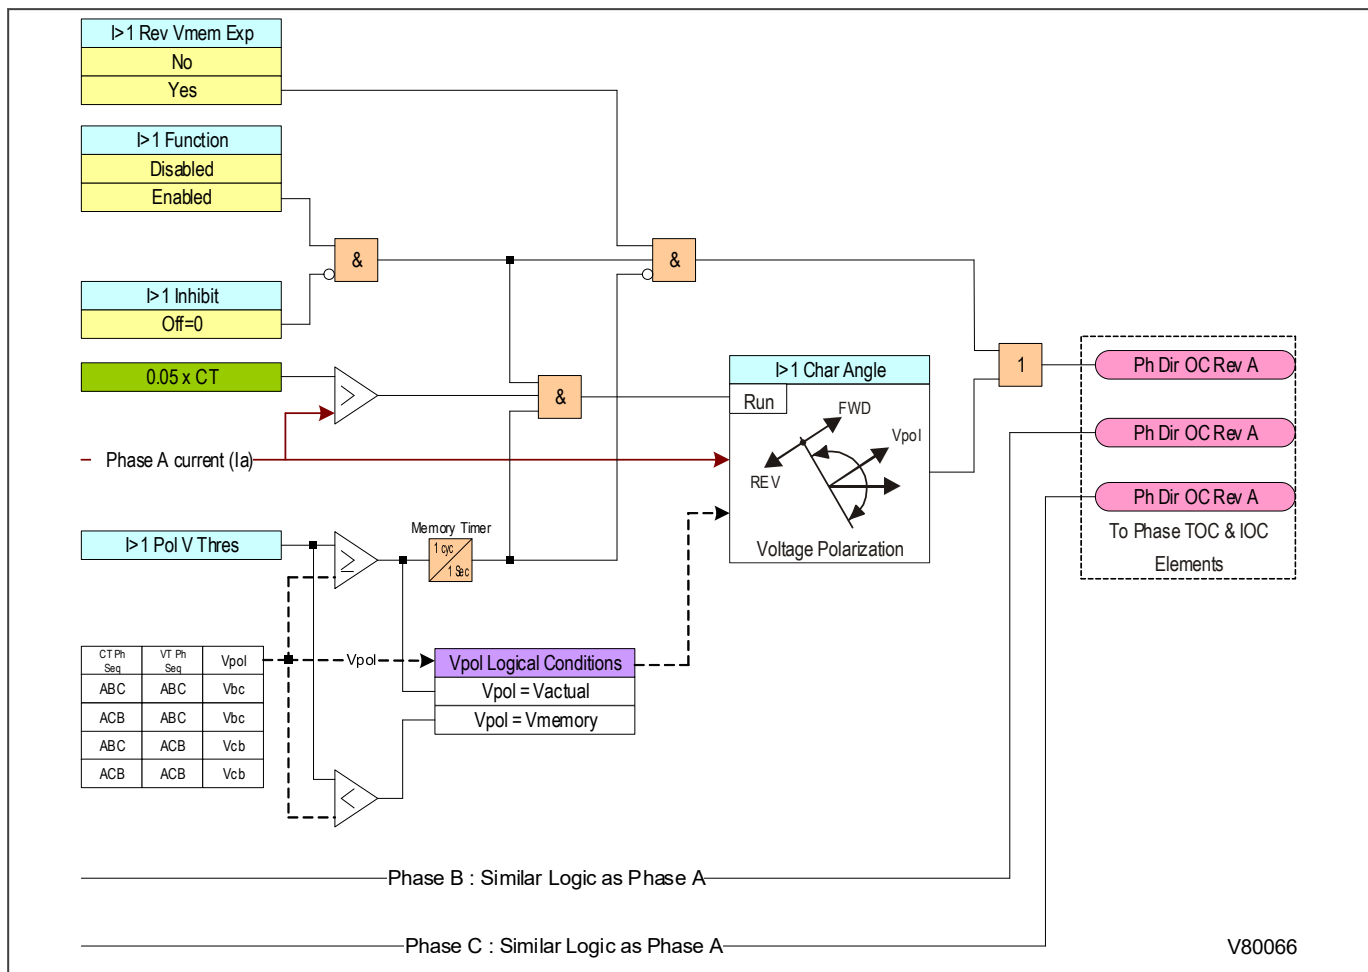 I>1 Rev Vmem Exp
No
Yes
I>1 Function
Disabled
Enabled
&
&
I>1 Inhibit
Off=0
0.05 x CT
>
&
I>1 Char Angle
Run
FWD
Vpol
REV
Voltage Polarization
1
Ph Dir OC Rev A
Ph Dir OC Rev A
Ph Dir OC Rev A
To Phase TOC & IOC
Elements
Phase A current (Ia)
I>1 Pol V Thres
≥
Memory Timer
1 cyc
1 Sec
CT Ph Seq VT Ph Seq Vpol
ABC ABC Vbc
ACB ABC Vbc
ABC ACB Vcb
ACB ACB Vcb
Vpol
Vpol Logical Conditions
Vpol = Vactual
Vpol = Vmemory
<
Phase B : Similar Logic as Phase A
Phase C : Similar Logic as Phase A
V80066